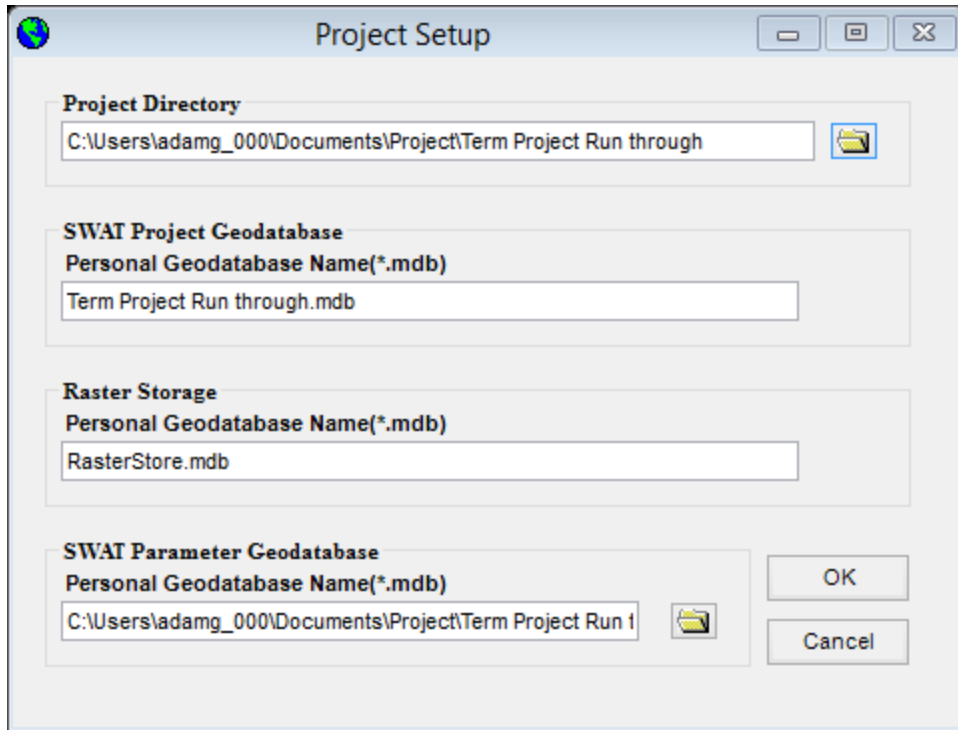 Project Setup
Project Directory
C:\Users\adamg_000\Documents\Project\Term Project Run through
SWAT Project Geodatabase
Personal Geodatabase Name(*.mdb)
Term Project Run through.mdb
Raster Storage
Personal Geodatabase Name(*.mdb)
RasterStore.mdb
SWAT Parameter Geodatabase
Personal Geodatabase Name(*.mdb)
C:\Users\adamg_000\Documents\Project\Term Project Run t
OK
Cancel